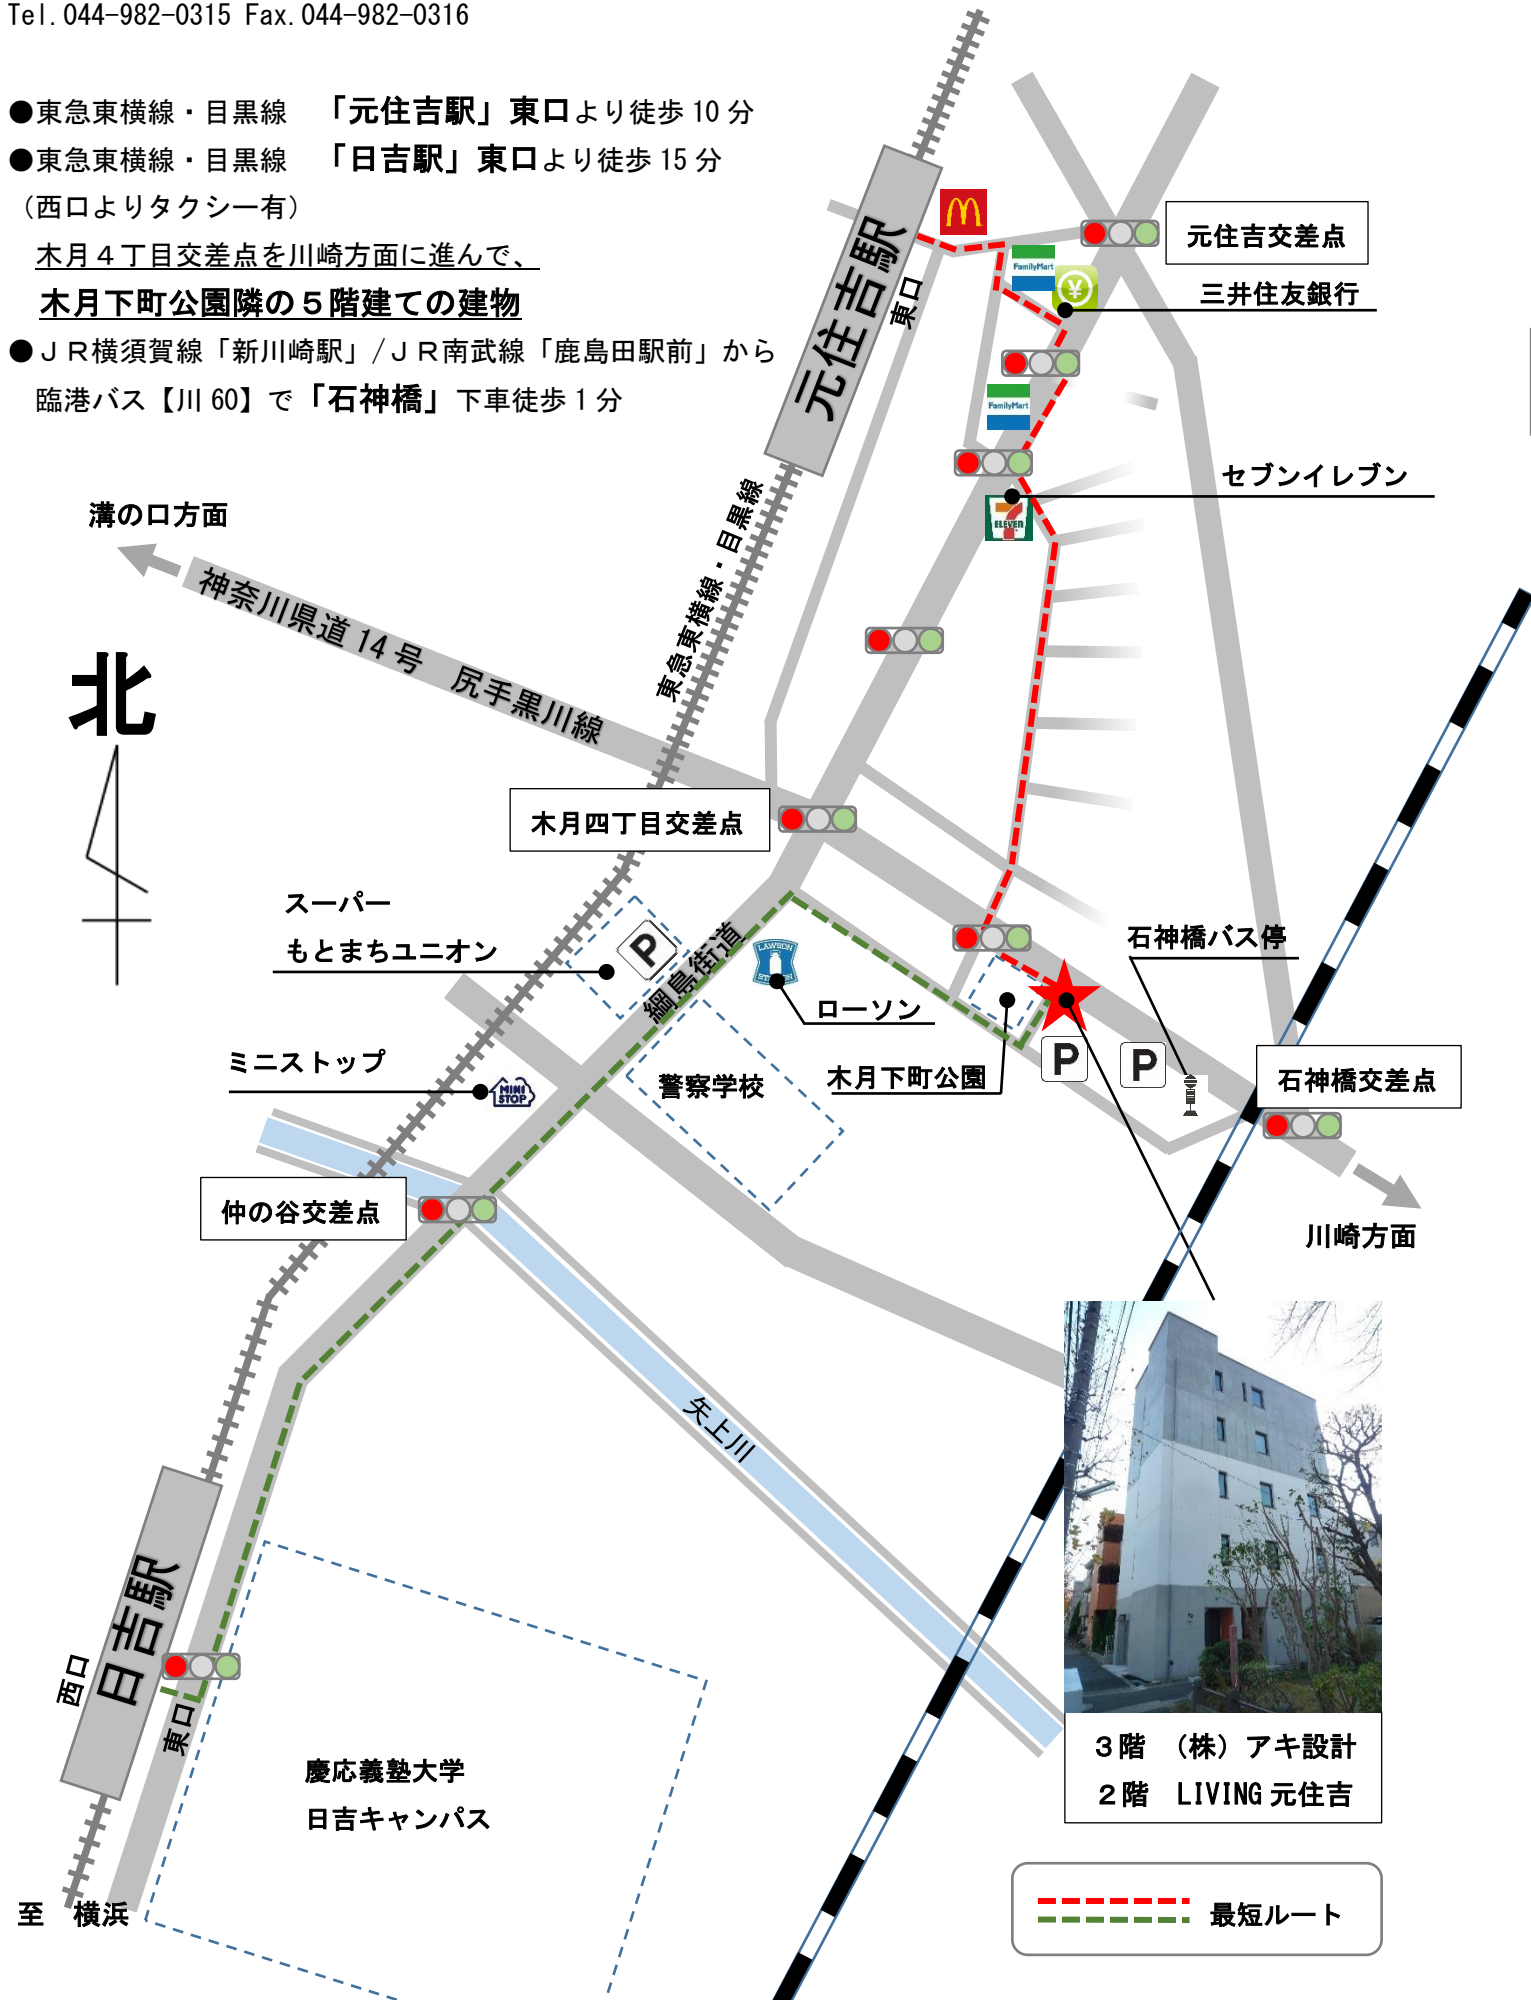 Tel.044-982-0315 Fax.044-982-0316
●東急東横線・目黒線　「元住吉駅」東口より徒歩 10 分
●東急東横線・目黒線　「日吉駅」東口より徒歩 15 分
（西口よりタクシー有）
木月４丁目交差点を川崎方面に進んで、
木月下町公園隣の５階建ての建物
●ＪＲ横須賀線「新川崎駅」/ＪＲ南武線「鹿島田駅前」から
臨港バス【川 60】で「石神橋」下車徒歩 1 分
元住吉駅
東口
FamilyMart
元住吉交差点
三井住友銀行
FamilyMart
セブンイレブン
ELEVEN
溝の口方面
神奈川県道 14 号　尻手黒川線
東急東横線・目黒線
北
木月四丁目交差点
スーパー
もとまちユニオン
P
綱島街道
LAWSON
STATION
ローソン
石神橋バス停
ミニストップ
MINI
STOP
警察学校
木月下町公園
P
P
石神橋交差点
仲の谷交差点
川崎方面
矢上川
日吉駅
西口
東口
慶応義塾大学
日吉キャンパス
至　横浜
３階　（株）アキ設計
２階　LIVING 元住吉
最短ルート